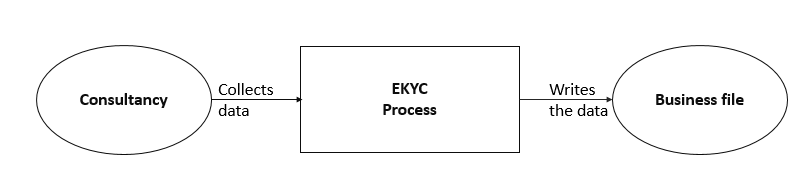 Consultancy
Collects
data
EKYC
Process
Writes
the data
Business file